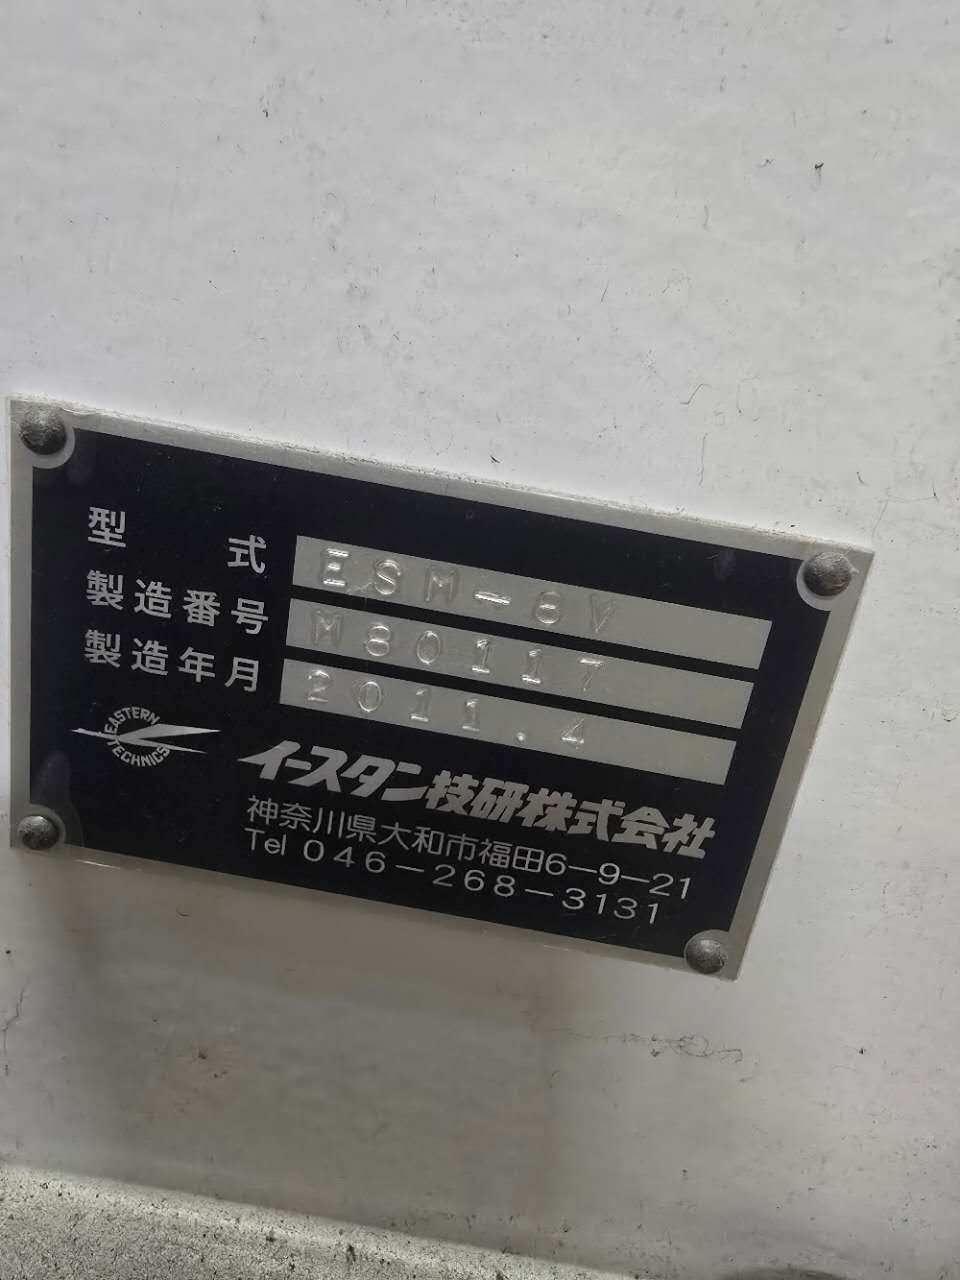 型式 ESM-8V
製造番号 M80117
製造年月 2011.4
EASTERN TECHNICS
イースタン技研株式会社
神奈川県大和市福田6-9-21
Tel 046-268-3131